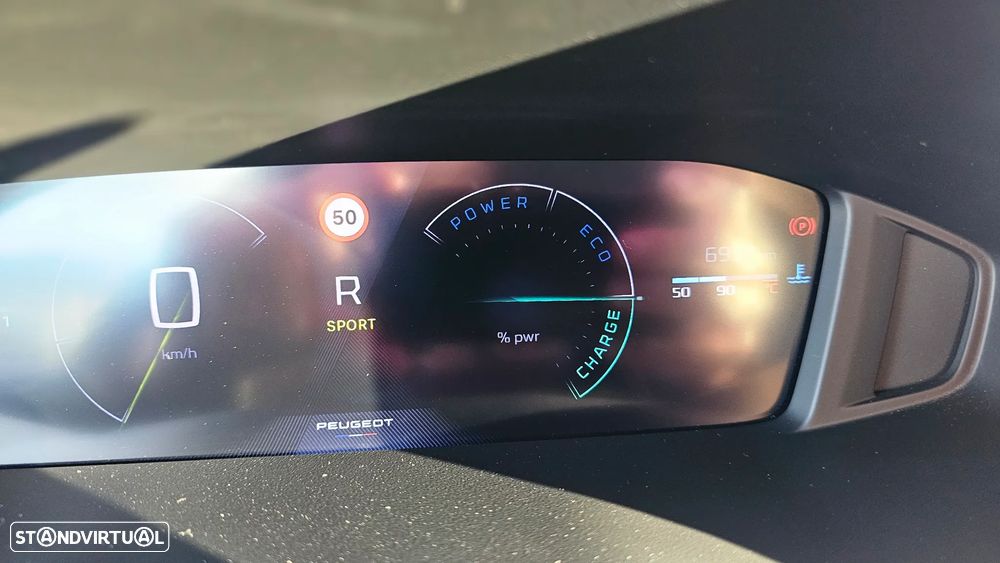 50
POWER
ECO
0
R
50 90 °C
SPORT
% pwr
CHARGE
km/h
PEUGEOT
STANDVIRTUAL